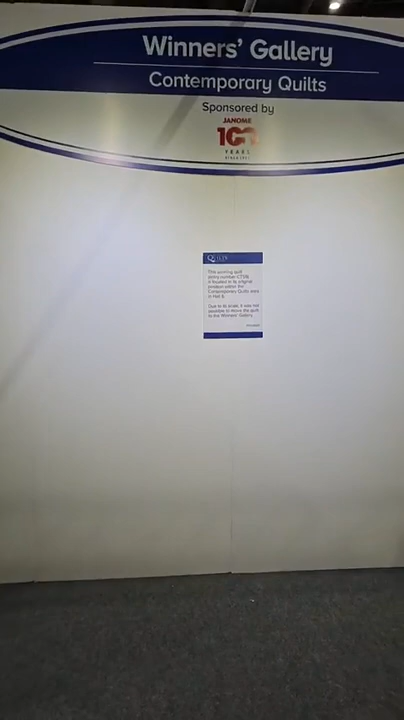 Winners' Gallery
Contemporary Quilts
Sponsored by
JANOME
100
YEARS
QUILTS
This winning quilt
is located in its original
position within the
Contemporary Quilts area
in Hall 8.
Due to its scale, it was not
possible to move the quilt
to the Winners' Gallery.